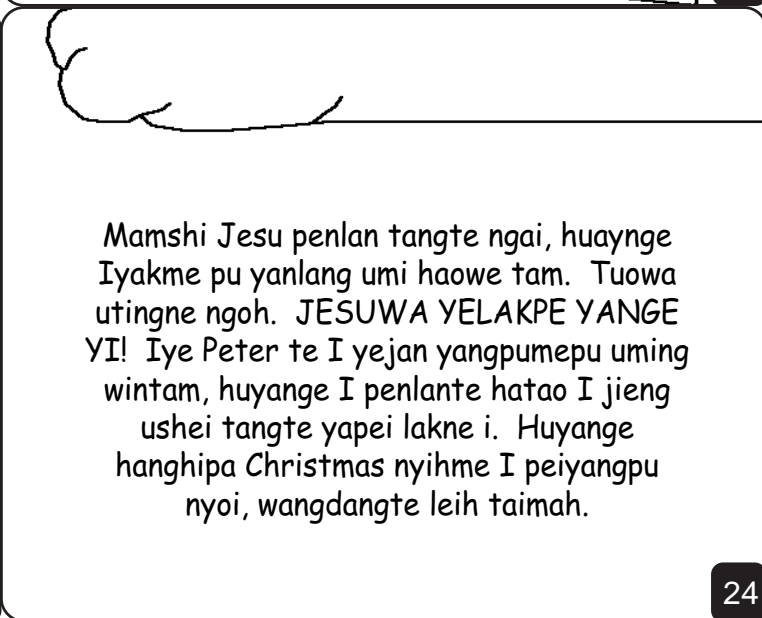 Mamshi Jesu penlan tangte ngai, huaynge
Iyakme pu yanlang umi haowe tam. Tuowa
utingne ngoh. JESUWA YELAKPE YANGE
YI! Iye Peter te I yejan yangpumepu uming
wintam, huyange I penlante hatao I jieng
ushei tangte yapei lakne i. Huyange
hanghipa Christmas nyihme I peiyangpu
nyoi, wangdangte leih taimah.
24